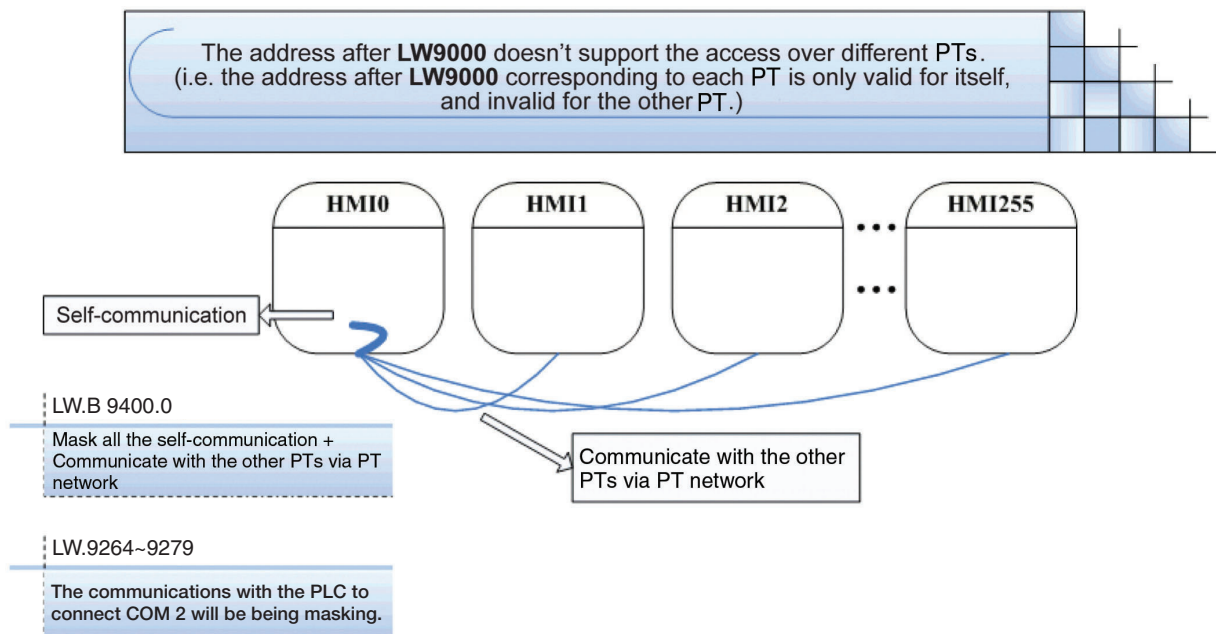 The address after LW9000 doesn’t support the access over different PTs.
(i.e. the address after LW9000 corresponding to each PT is only valid for itself,
and invalid for the other PT.)
HMI0
HMI1
HMI2
•••
HMI255
•••
Self-communication
LW.B 9400.0
Mask all the self-communication +
Communicate with the other PTs via PT
network
Communicate with the other
PTs via PT network
LW.9264~9279
The communications with the PLC to
connect COM 2 will be being masking.